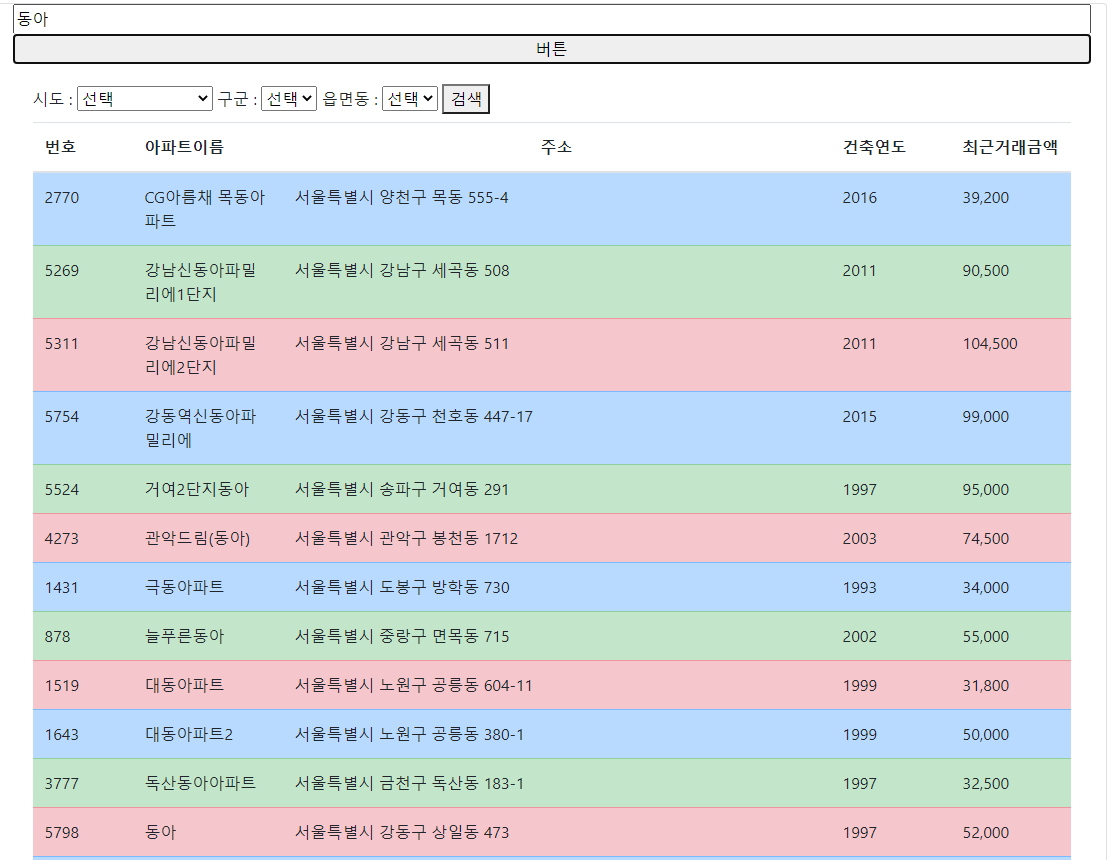 동아
버튼
시도 : 선택 구군 : 선택 읍면동 : 선택 검색
번호 아파트이름 주소 건축연도 최근거래금액
2770 CG아름채 목동아 서울특별시 양천구 목동 555-4 2016 39,200
파트
5269 강남신동아파밀 서울특별시 강남구 세곡동 508 2011 90,500
리에1단지
5311 강남신동아파밀 서울특별시 강남구 세곡동 511 2011 104,500
리에2단지
5754 강동역신동아파 서울특별시 강동구 천호동 447-17 2015 99,000
밀리에
5524 거여2단지동아 서울특별시 송파구 거여동 291 1997 95,000
4273 관악드림(동아) 서울특별시 관악구 봉천동 1712 2003 74,500
1431 극동아파트 서울특별시 도봉구 방학동 730 1993 34,000
878 늘푸른동아 서울특별시 중랑구 면목동 715 2002 55,000
1519 대동아파트 서울특별시 노원구 공릉동 604-11 1999 31,800
1643 대동아파트2 서울특별시 노원구 공릉동 380-1 1999 50,000
3777 독산동아아파트 서울특별시 금천구 독산동 183-1 1997 32,500
5798 동아 서울특별시 강동구 상일동 473 1997 52,000